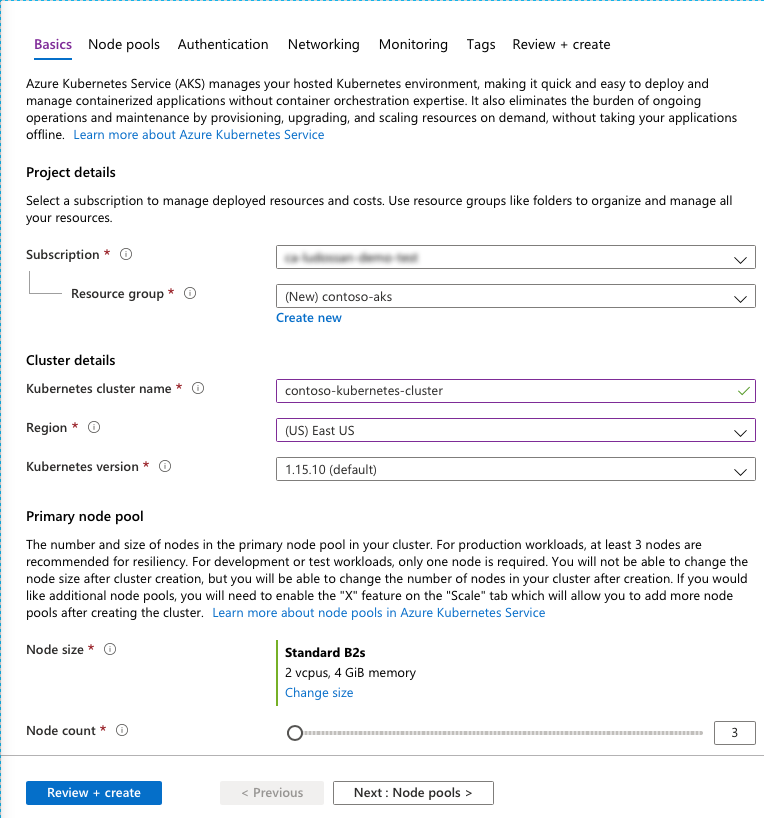 Basics Node pools Authentication Networking Monitoring Tags Review + create
Azure Kubernetes Service (AKS) manages your hosted Kubernetes environment, making it quick and easy to deploy and
manage containerized applications without container orchestration expertise. It also eliminates the burden of ongoing
operations and maintenance by provisioning, upgrading, and scaling resources on demand, without taking your applications
offline. Learn more about Azure Kubernetes Service
Project details
Select a subscription to manage deployed resources and costs. Use resource groups like folders to organize and manage all
your resources.
Subscription *
Resource group * (New) contoso-aks
Create new
Cluster details
Kubernetes cluster name * contoso-kubernetes-cluster
Region * (US) East US
Kubernetes version * 1.15.10 (default)
Primary node pool
The number and size of nodes in the primary node pool in your cluster. For production workloads, at least 3 nodes are
recommended for resiliency. For development or test workloads, only one node is required. You will not be able to change the
node size after cluster creation, but you will be able to change the number of nodes in your cluster after creation. If you would
like additional node pools, you will need to enable the "X" feature on the "Scale" tab which will allow you to add more node
pools after creating the cluster. Learn more about node pools in Azure Kubernetes Service
Node size * Standard B2s
2 vcpus, 4 GiB memory
Change size
Node count * 3
Review + create < Previous Next : Node pools >